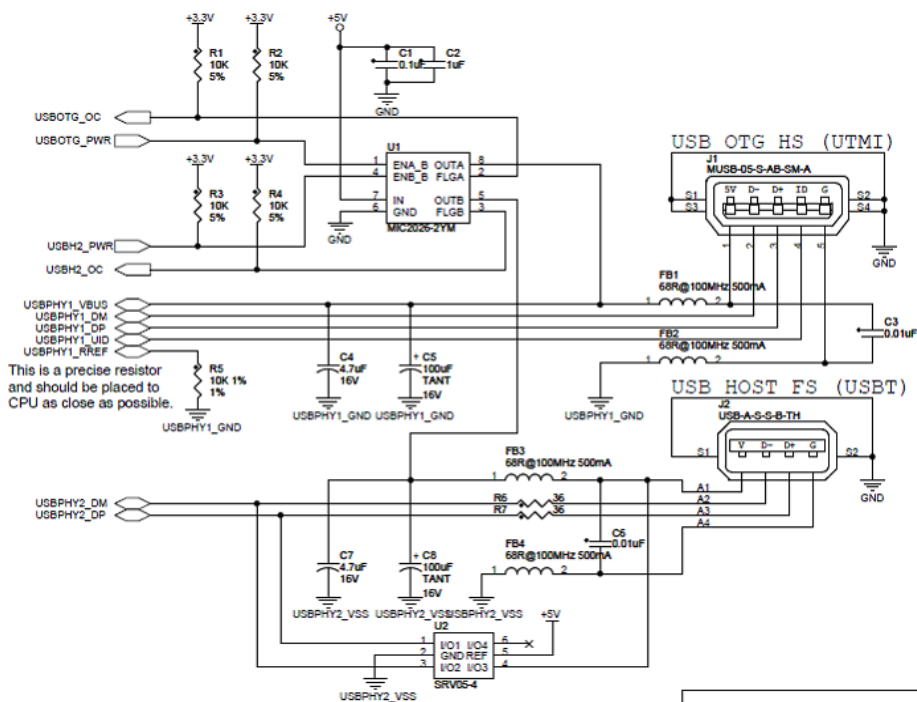 +3.3V
+3.3V
+5V
R1
10K
5%
R2
10K
5%
C1
0.1uF
C2
1uF
GND
USBOTG_OC
USBOTG_PWR
+3.3V
+3.3V
R3
10K
5%
R4
10K
5%
U1
1 ENA_B OUTA 8
4 ENB_B FLGA 2
7 IN OUTB 5
6 GND FLGB 3
MIC2026-2YM
GND
USBH2_PWR
USBH2_OC
USB OTG HS (UTMI)
J1
MUSB-05-S-AB-SM-A
5V D- D+ ID G
S1 S2
S3 S4
1 2 3 4 5
GND
USBPHY1_VBUS
USBPHY1_DM
USBPHY1_DP
USBPHY1_UID
USBPHY1_RREF
This is a precise resistor
and should be placed to
CPU as close as possible.
R5
10K 1%
1%
USBPHY1_GND
C4
4.7uF
16V
USBPHY1_GND
+ C5
100uF
TANT
16V
USBPHY1_GND
FB1
68R@100MHz 500mA
1 2
FB2
68R@100MHz 500mA
1 2
USBPHY1_GND
C3
0.01uF
USB HOST FS (USBT)
J2
USB-A-S-S-B-TH
V D- D+ G
S1 S2
A1
A2
A3
A4
GND
FB3
68R@100MHz 500mA
1 2
USBPHY2_DM
USBPHY2_DP
R6 36
R7 36
C6
0.01uF
FB4
68R@100MHz 500mA
1 2
C7
4.7uF
16V
USBPHY2_VSS
+ C8
100uF
TANT
16V
USBPHY2_VSS
USBPHY2_VSS
+5V
U2
1 I/O1 I/O4 6
2 GND REF 5
3 I/O2 I/O3 4
SRV05-4
USBPHY2_VSS